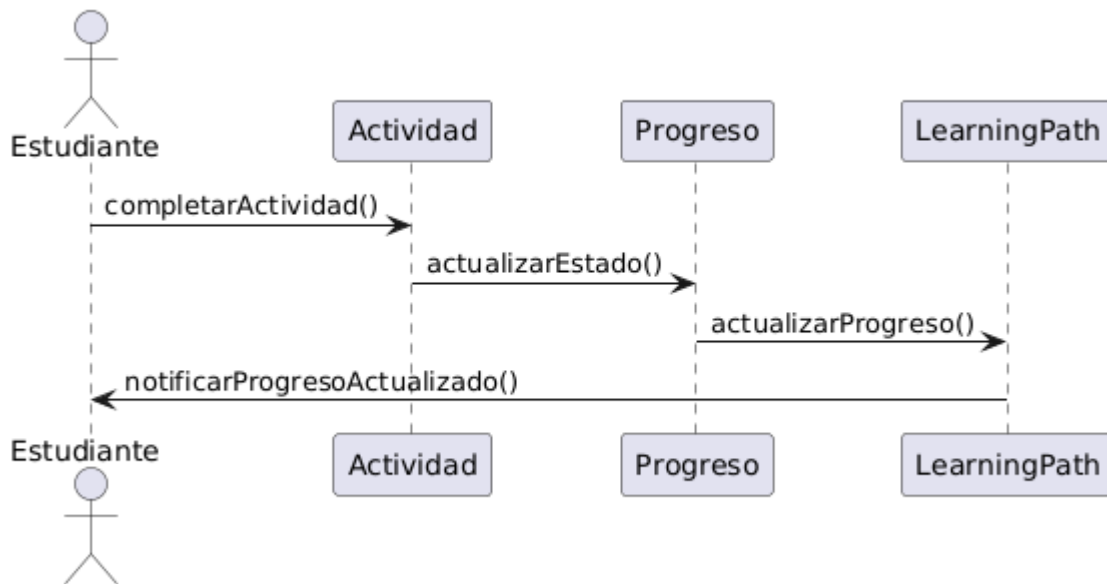 Estudiante
Actividad
Progreso
LearningPath
completarActividad()
actualizarEstado()
actualizarProgreso()
notificarProgresoActualizado()
Estudiante
Actividad
Progreso
LearningPath